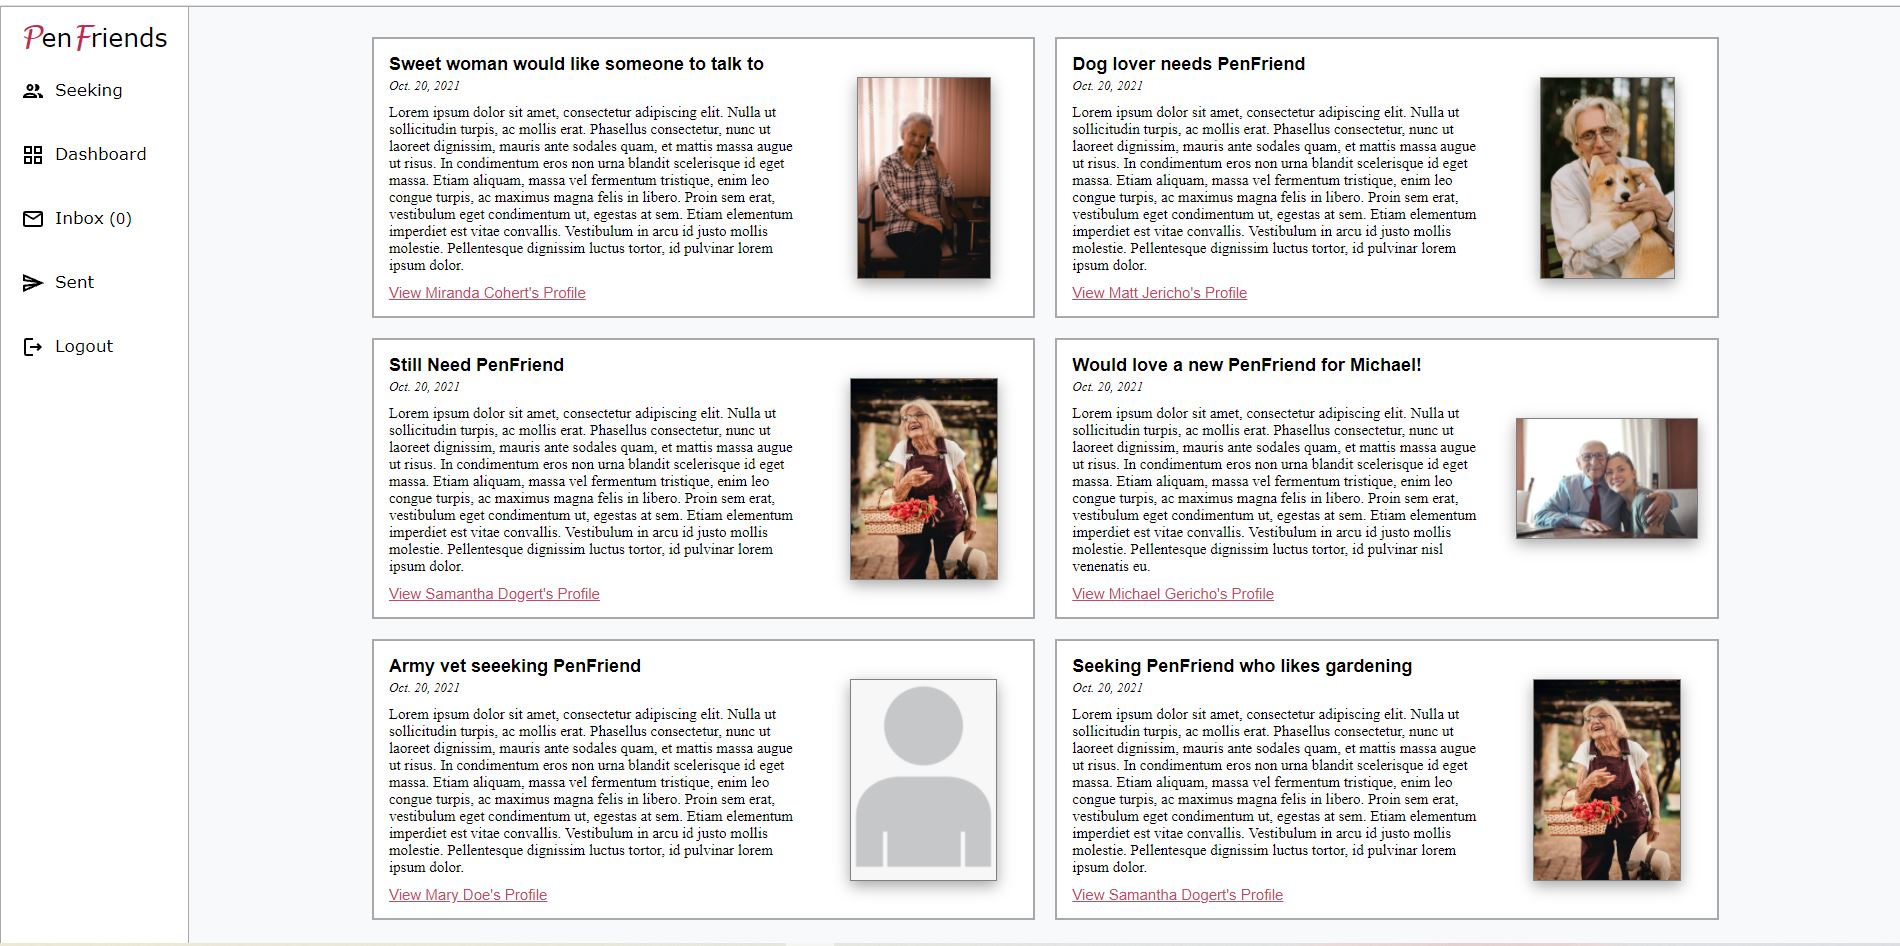 PenFriends
Seeking
Dashboard
Inbox (0)
Sent
Logout
Sweet woman would like someone to talk to
Oct. 20, 2021
Lorem ipsum dolor sit amet, consectetur adipiscing elit. Nulla ut
sollicitudin turpis, ac mollis erat. Phasellus consectetur, nunc ut
laoreet dignissim, mauris ante sodales quam, et mattis massa augue
ut risus. In condimentum eros non urna blandit scelerisque id eget
massa. Etiam aliquam, massa vel fermentum tristique, enim leo
congue turpis, ac maximus magna felis in libero. Proin sem erat,
vestibulum eget condimentum ut, egestas at sem. Etiam elementum
imperdiet est vitae convallis. Vestibulum in arcu id justo mollis
molestie. Pellentesque dignissim luctus tortor, id pulvinar lorem
ipsum dolor.
View Miranda Cohert's Profile
Dog lover needs PenFriend
Oct. 20, 2021
Lorem ipsum dolor sit amet, consectetur adipiscing elit. Nulla ut
sollicitudin turpis, ac mollis erat. Phasellus consectetur, nunc ut
laoreet dignissim, mauris ante sodales quam, et mattis massa augue
ut risus. In condimentum eros non urna blandit scelerisque id eget
massa. Etiam aliquam, massa vel fermentum tristique, enim leo
congue turpis, ac maximus magna felis in libero. Proin sem erat,
vestibulum eget condimentum ut, egestas at sem. Etiam elementum
imperdiet est vitae convallis. Vestibulum in arcu id justo mollis
molestie. Pellentesque dignissim luctus tortor, id pulvinar lorem
ipsum dolor.
View Matt Jericho's Profile
Still Need PenFriend
Oct. 20, 2021
Lorem ipsum dolor sit amet, consectetur adipiscing elit. Nulla ut
sollicitudin turpis, ac mollis erat. Phasellus consectetur, nunc ut
laoreet dignissim, mauris ante sodales quam, et mattis massa augue
ut risus. In condimentum eros non urna blandit scelerisque id eget
massa. Etiam aliquam, massa vel fermentum tristique, enim leo
congue turpis, ac maximus magna felis in libero. Proin sem erat,
vestibulum eget condimentum ut, egestas at sem. Etiam elementum
imperdiet est vitae convallis. Vestibulum in arcu id justo mollis
molestie. Pellentesque dignissim luctus tortor, id pulvinar lorem
ipsum dolor.
View Samantha Dogert's Profile
Would love a new PenFriend for Michael!
Oct. 20, 2021
Lorem ipsum dolor sit amet, consectetur adipiscing elit. Nulla ut
sollicitudin turpis, ac mollis erat. Phasellus consectetur, nunc ut
laoreet dignissim, mauris ante sodales quam, et mattis massa augue
ut risus. In condimentum eros non urna blandit scelerisque id eget
massa. Etiam aliquam, massa vel fermentum tristique, enim leo
congue turpis, ac maximus magna felis in libero. Proin sem erat,
vestibulum eget condimentum ut, egestas at sem. Etiam elementum
imperdiet est vitae convallis. Vestibulum in arcu id justo mollis
molestie. Pellentesque dignissim luctus tortor, id pulvinar nisl
venenatis eu.
View Michael Gericho's Profile
Army vet seeeking PenFriend
Oct. 20, 2021
Lorem ipsum dolor sit amet, consectetur adipiscing elit. Nulla ut
sollicitudin turpis, ac mollis erat. Phasellus consectetur, nunc ut
laoreet dignissim, mauris ante sodales quam, et mattis massa augue
ut risus. In condimentum eros non urna blandit scelerisque id eget
massa. Etiam aliquam, massa vel fermentum tristique, enim leo
congue turpis, ac maximus magna felis in libero. Proin sem erat,
vestibulum eget condimentum ut, egestas at sem. Etiam elementum
imperdiet est vitae convallis. Vestibulum in arcu id justo mollis
molestie. Pellentesque dignissim luctus tortor, id pulvinar lorem
ipsum dolor.
View Mary Doe's Profile
Seeking PenFriend who likes gardening
Oct. 20, 2021
Lorem ipsum dolor sit amet, consectetur adipiscing elit. Nulla ut
sollicitudin turpis, ac mollis erat. Phasellus consectetur, nunc ut
laoreet dignissim, mauris ante sodales quam, et mattis massa augue
ut risus. In condimentum eros non urna blandit scelerisque id eget
massa. Etiam aliquam, massa vel fermentum tristique, enim leo
congue turpis, ac maximus magna felis in libero. Proin sem erat,
vestibulum eget condimentum ut, egestas at sem. Etiam elementum
imperdiet est vitae convallis. Vestibulum in arcu id justo mollis
molestie. Pellentesque dignissim luctus tortor, id pulvinar lorem
ipsum dolor.
View Samantha Dogert's Profile